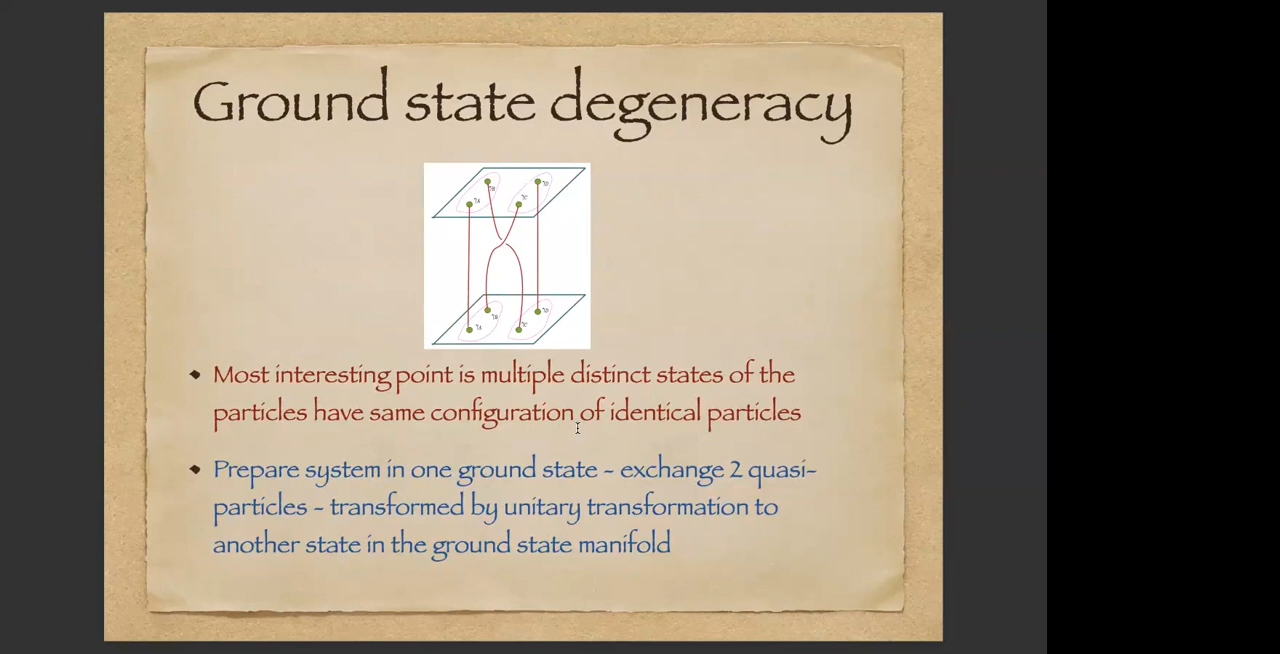 Ground state degeneracy
Most interesting point is multiple distinct states of the
particles have same configuration of identical particles
Prepare system in one ground state - exchange 2 quasi-
particles - transformed by unitary transformation to
another state in the ground state manifold